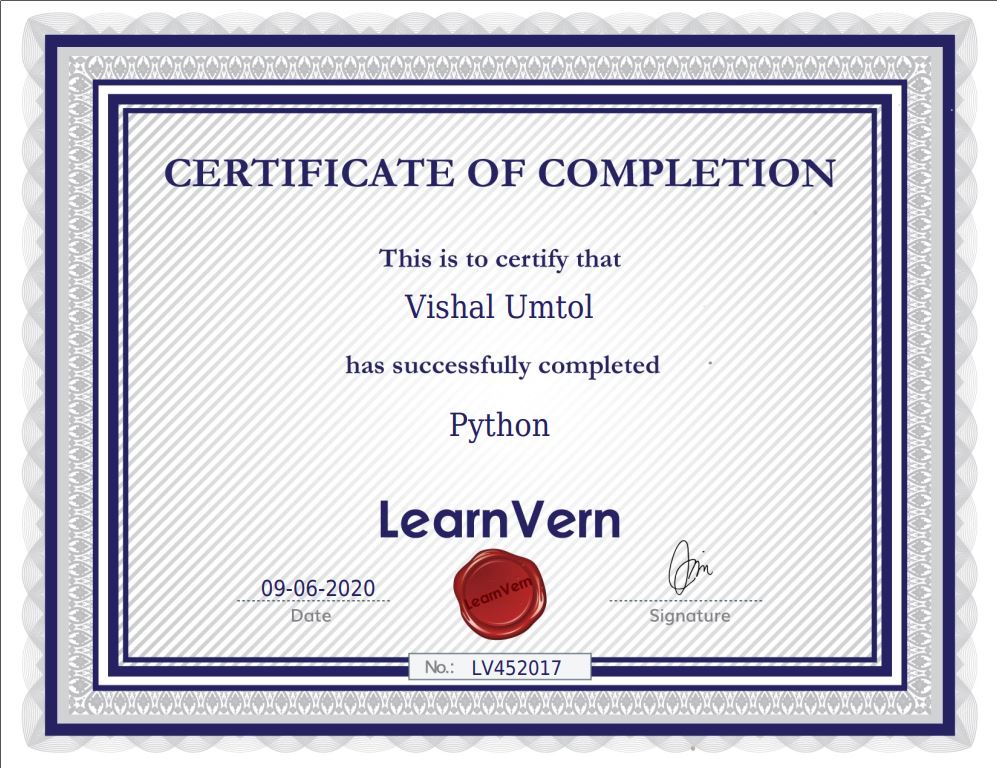 CERTIFICATE OF COMPLETION
This is to certify that
Vishal Umtol
has successfully completed
Python
LearnVern
LearnVern
09-06-2020
Date
Signature
No.: LV452017